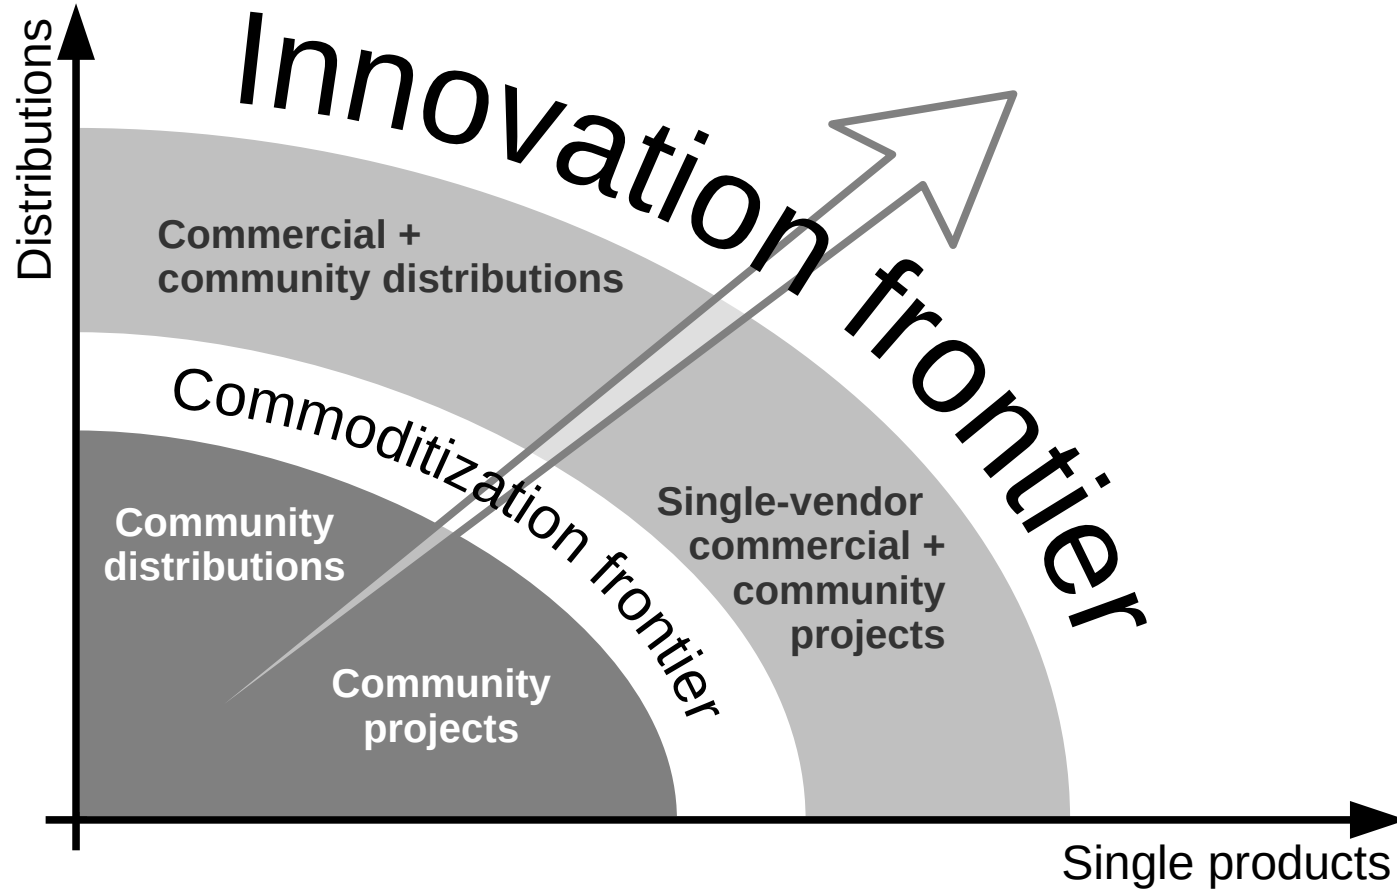 Distributions
Innovation frontier
Commercial +
community distributions
Commoditization frontier
Community
distributions
Single-vendor
commercial +
community
projects
Community
projects
Single products